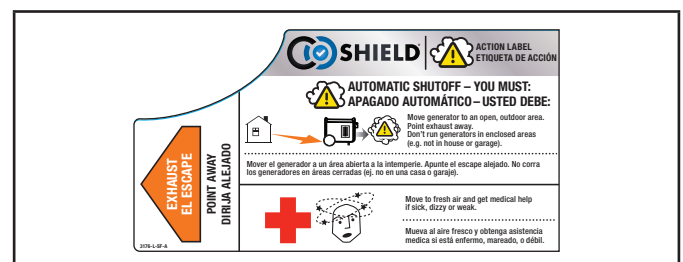 CO SHIELD
ACTION LABEL
ETIQUETA DE ACCIÓN
AUTOMATIC SHUTOFF – YOU MUST:
APAGADO AUTOMÁTICO – USTED DEBE:
Move generator to an open, outdoor area.
Point exhaust away.
Don't run generators in enclosed areas
(e.g. not in house or garage).
Mover el generador a un área abierta a la intemperie. Apunte el escape alejado. No corra
los generadores en áreas cerradas (ej. no en una casa o garaje).
EXHAUST
EL ESCAPE
POINT AWAY
DIRIJA ALEJADO
Move to fresh air and get medical help
if sick, dizzy or weak.
Mueva al aire fresco y obtenga asistencia
medica si está enfermo, mareado, o débil.
3176-L-SF-A